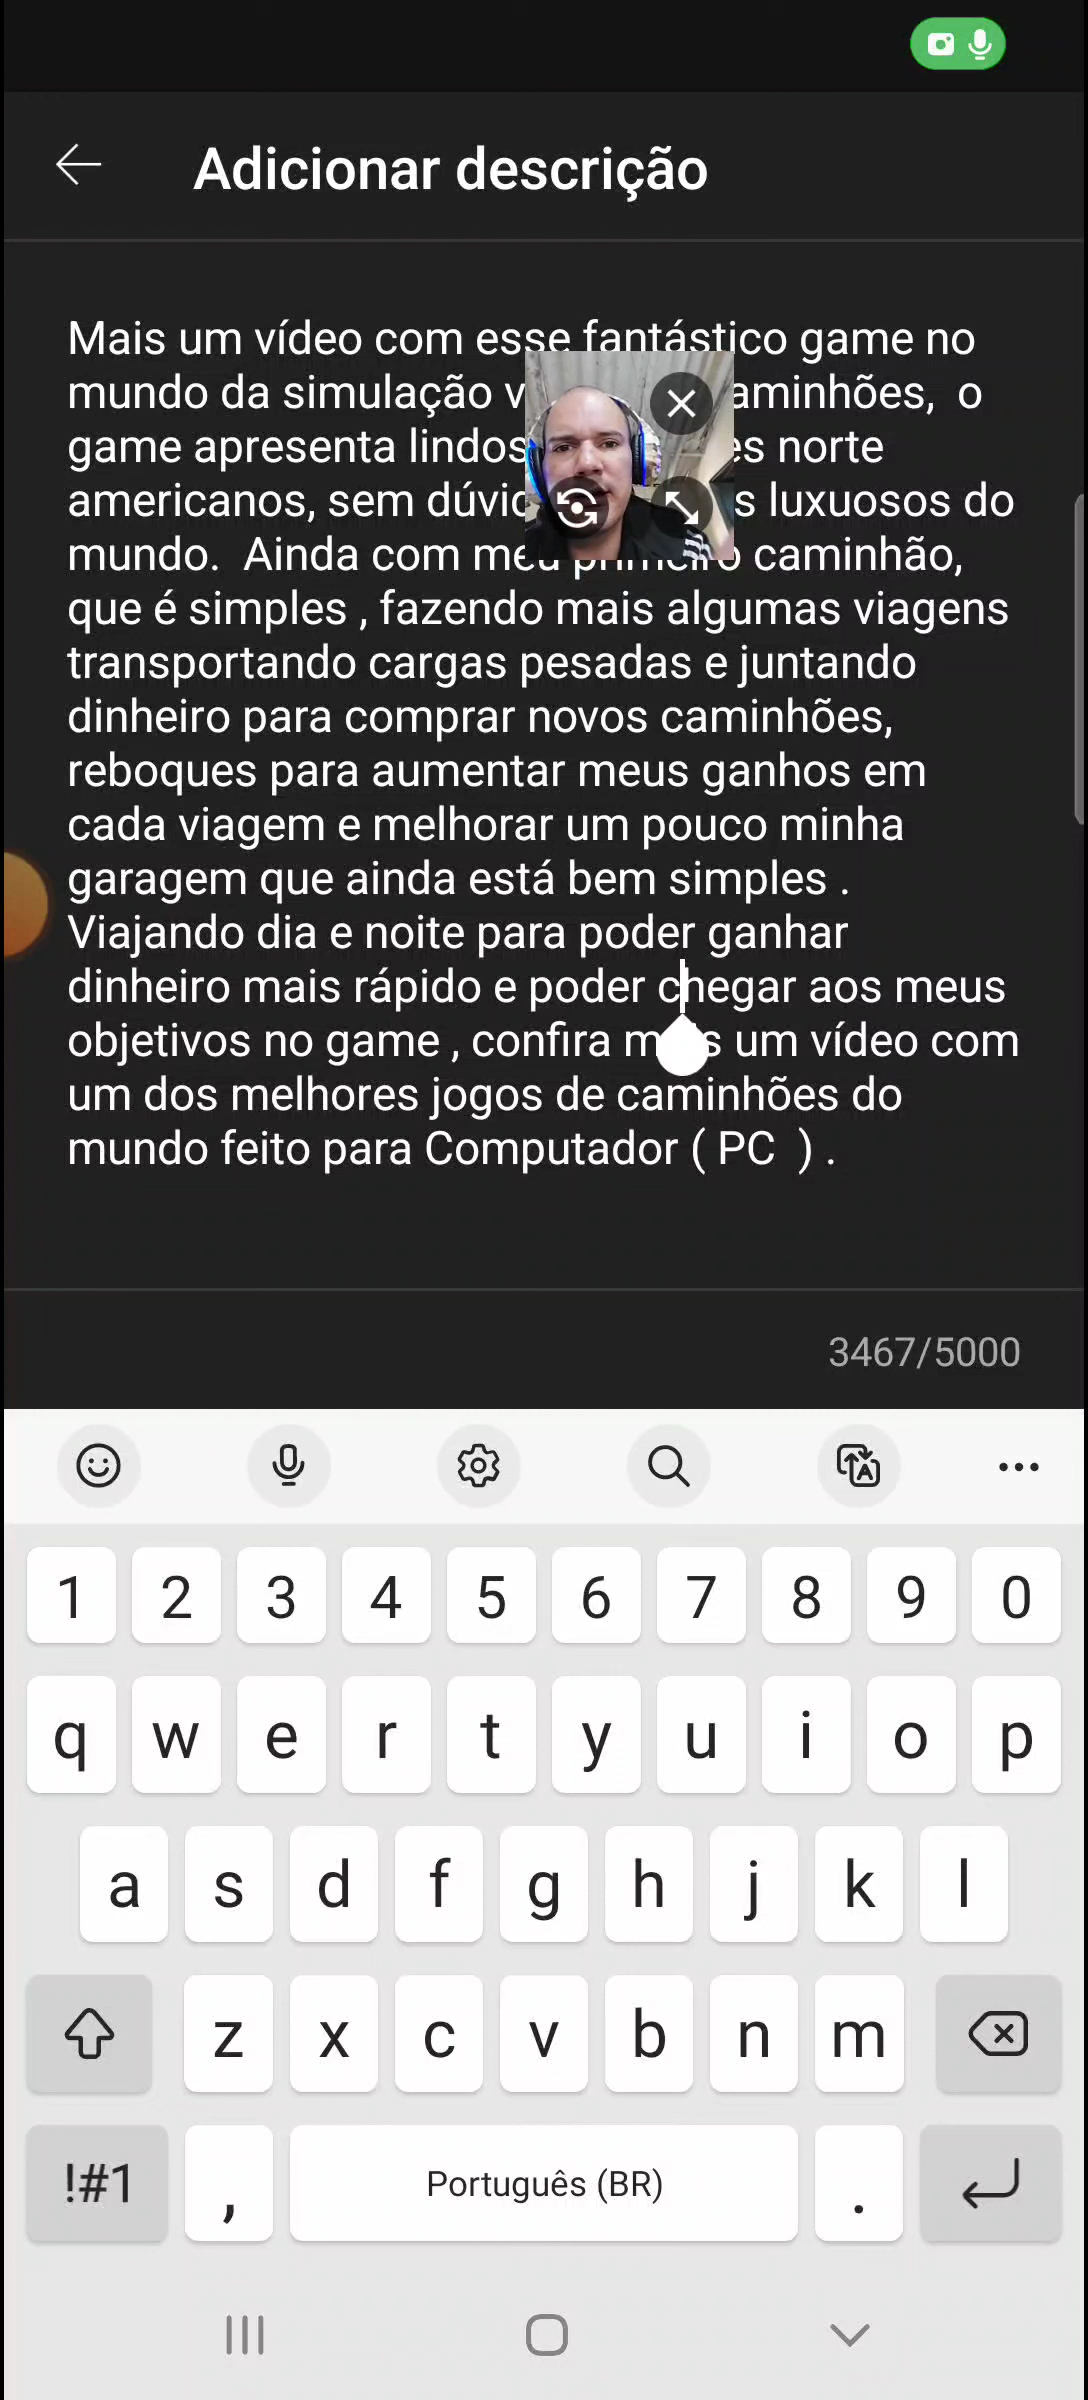 Adicionar descrição
Mais um vídeo com esse fantástico game no
mundo da simulação aminhões, o
game apresenta lindos norte
americanos, sem luxuosos do
mundo. Ainda com meu primeiro caminhão,
que é simples , fazendo mais algumas viagens
transportando cargas pesadas e juntando
dinheiro para comprar novos caminhões,
reboques para aumentar meus ganhos em
cada viagem e melhorar um pouco minha
garagem que ainda está bem simples .
Viajando dia e noite para poder ganhar
dinheiro mais rápido e poder chegar aos meus
objetivos no game , confira mais um vídeo com
um dos melhores jogos de caminhões do
mundo feito para Computador ( PC ) .
3467/5000
1 2 3 4 5 6 7 8 9 0
q w e r t y u i o p
a s d f g h j k l
z x c v b n m
!#1 , Português (BR) .